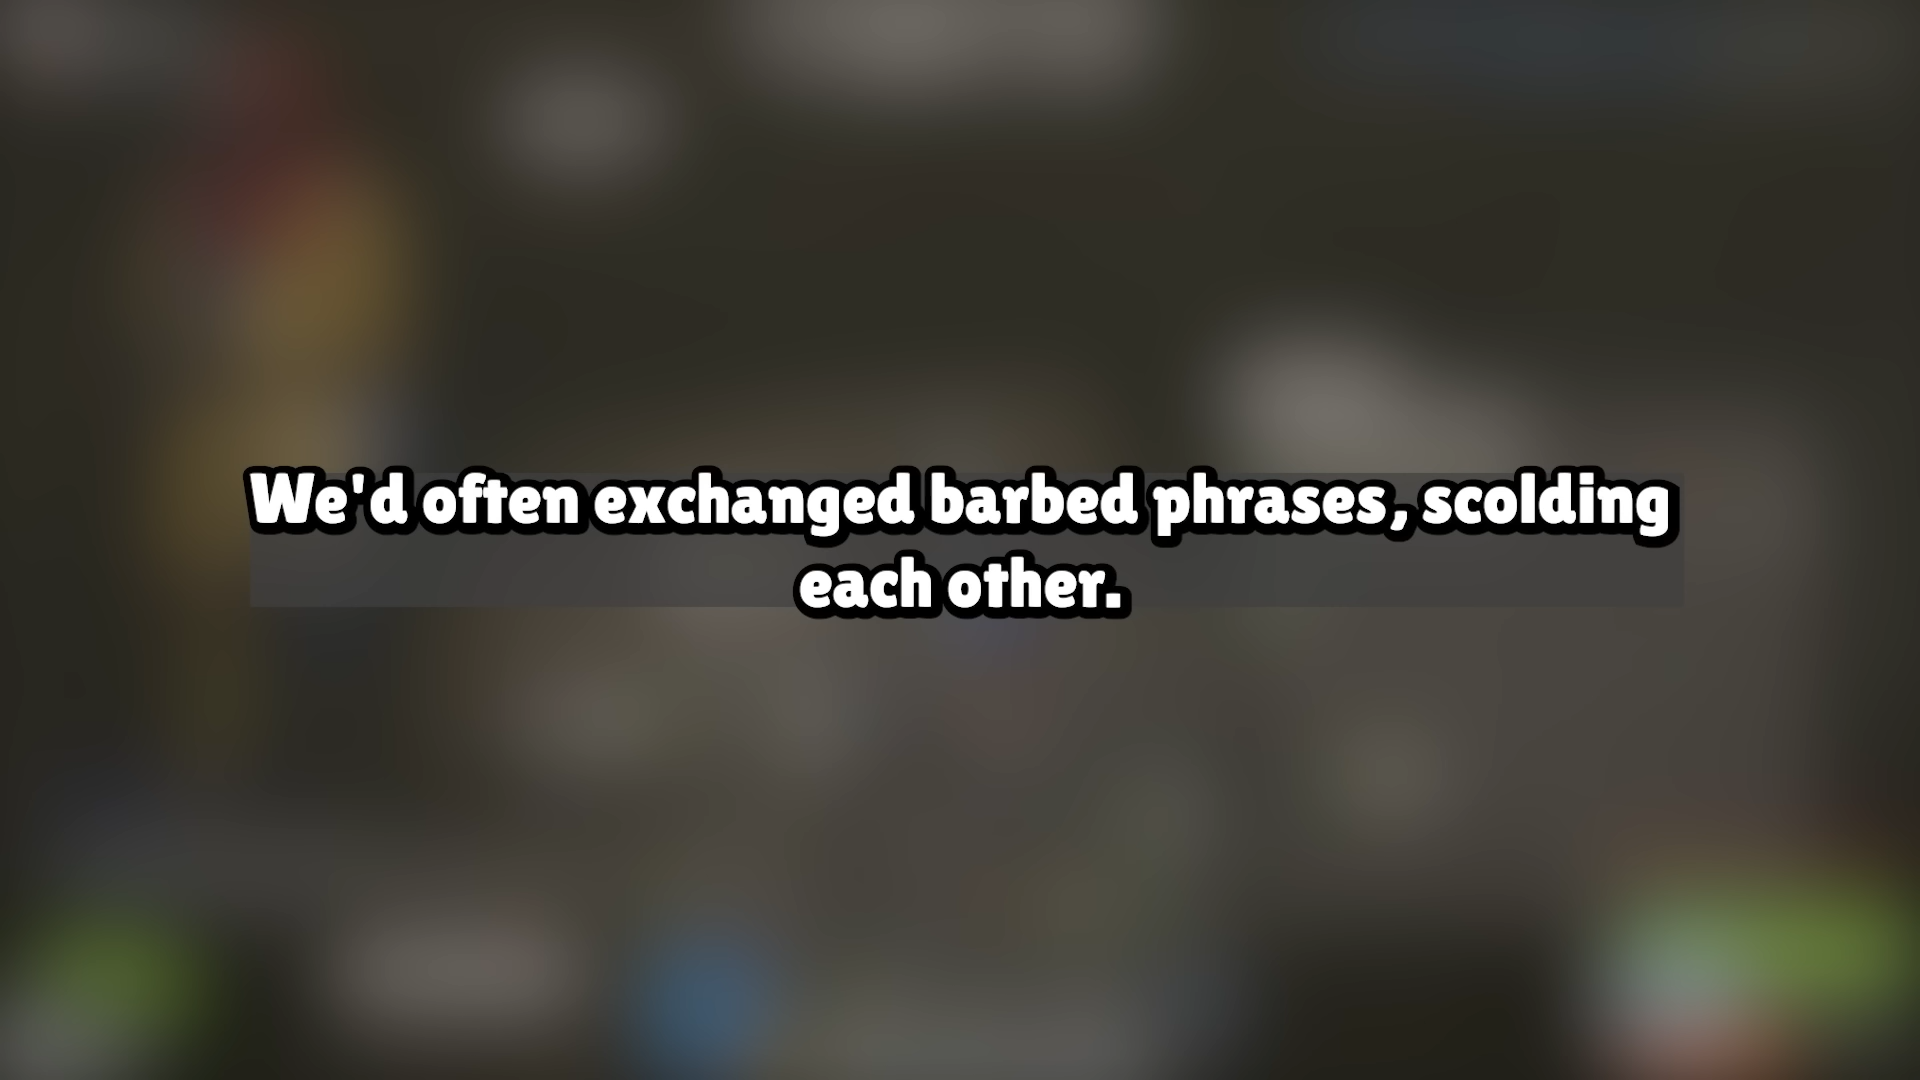 We'd often exchanged barbed phrases, scolding
each other.